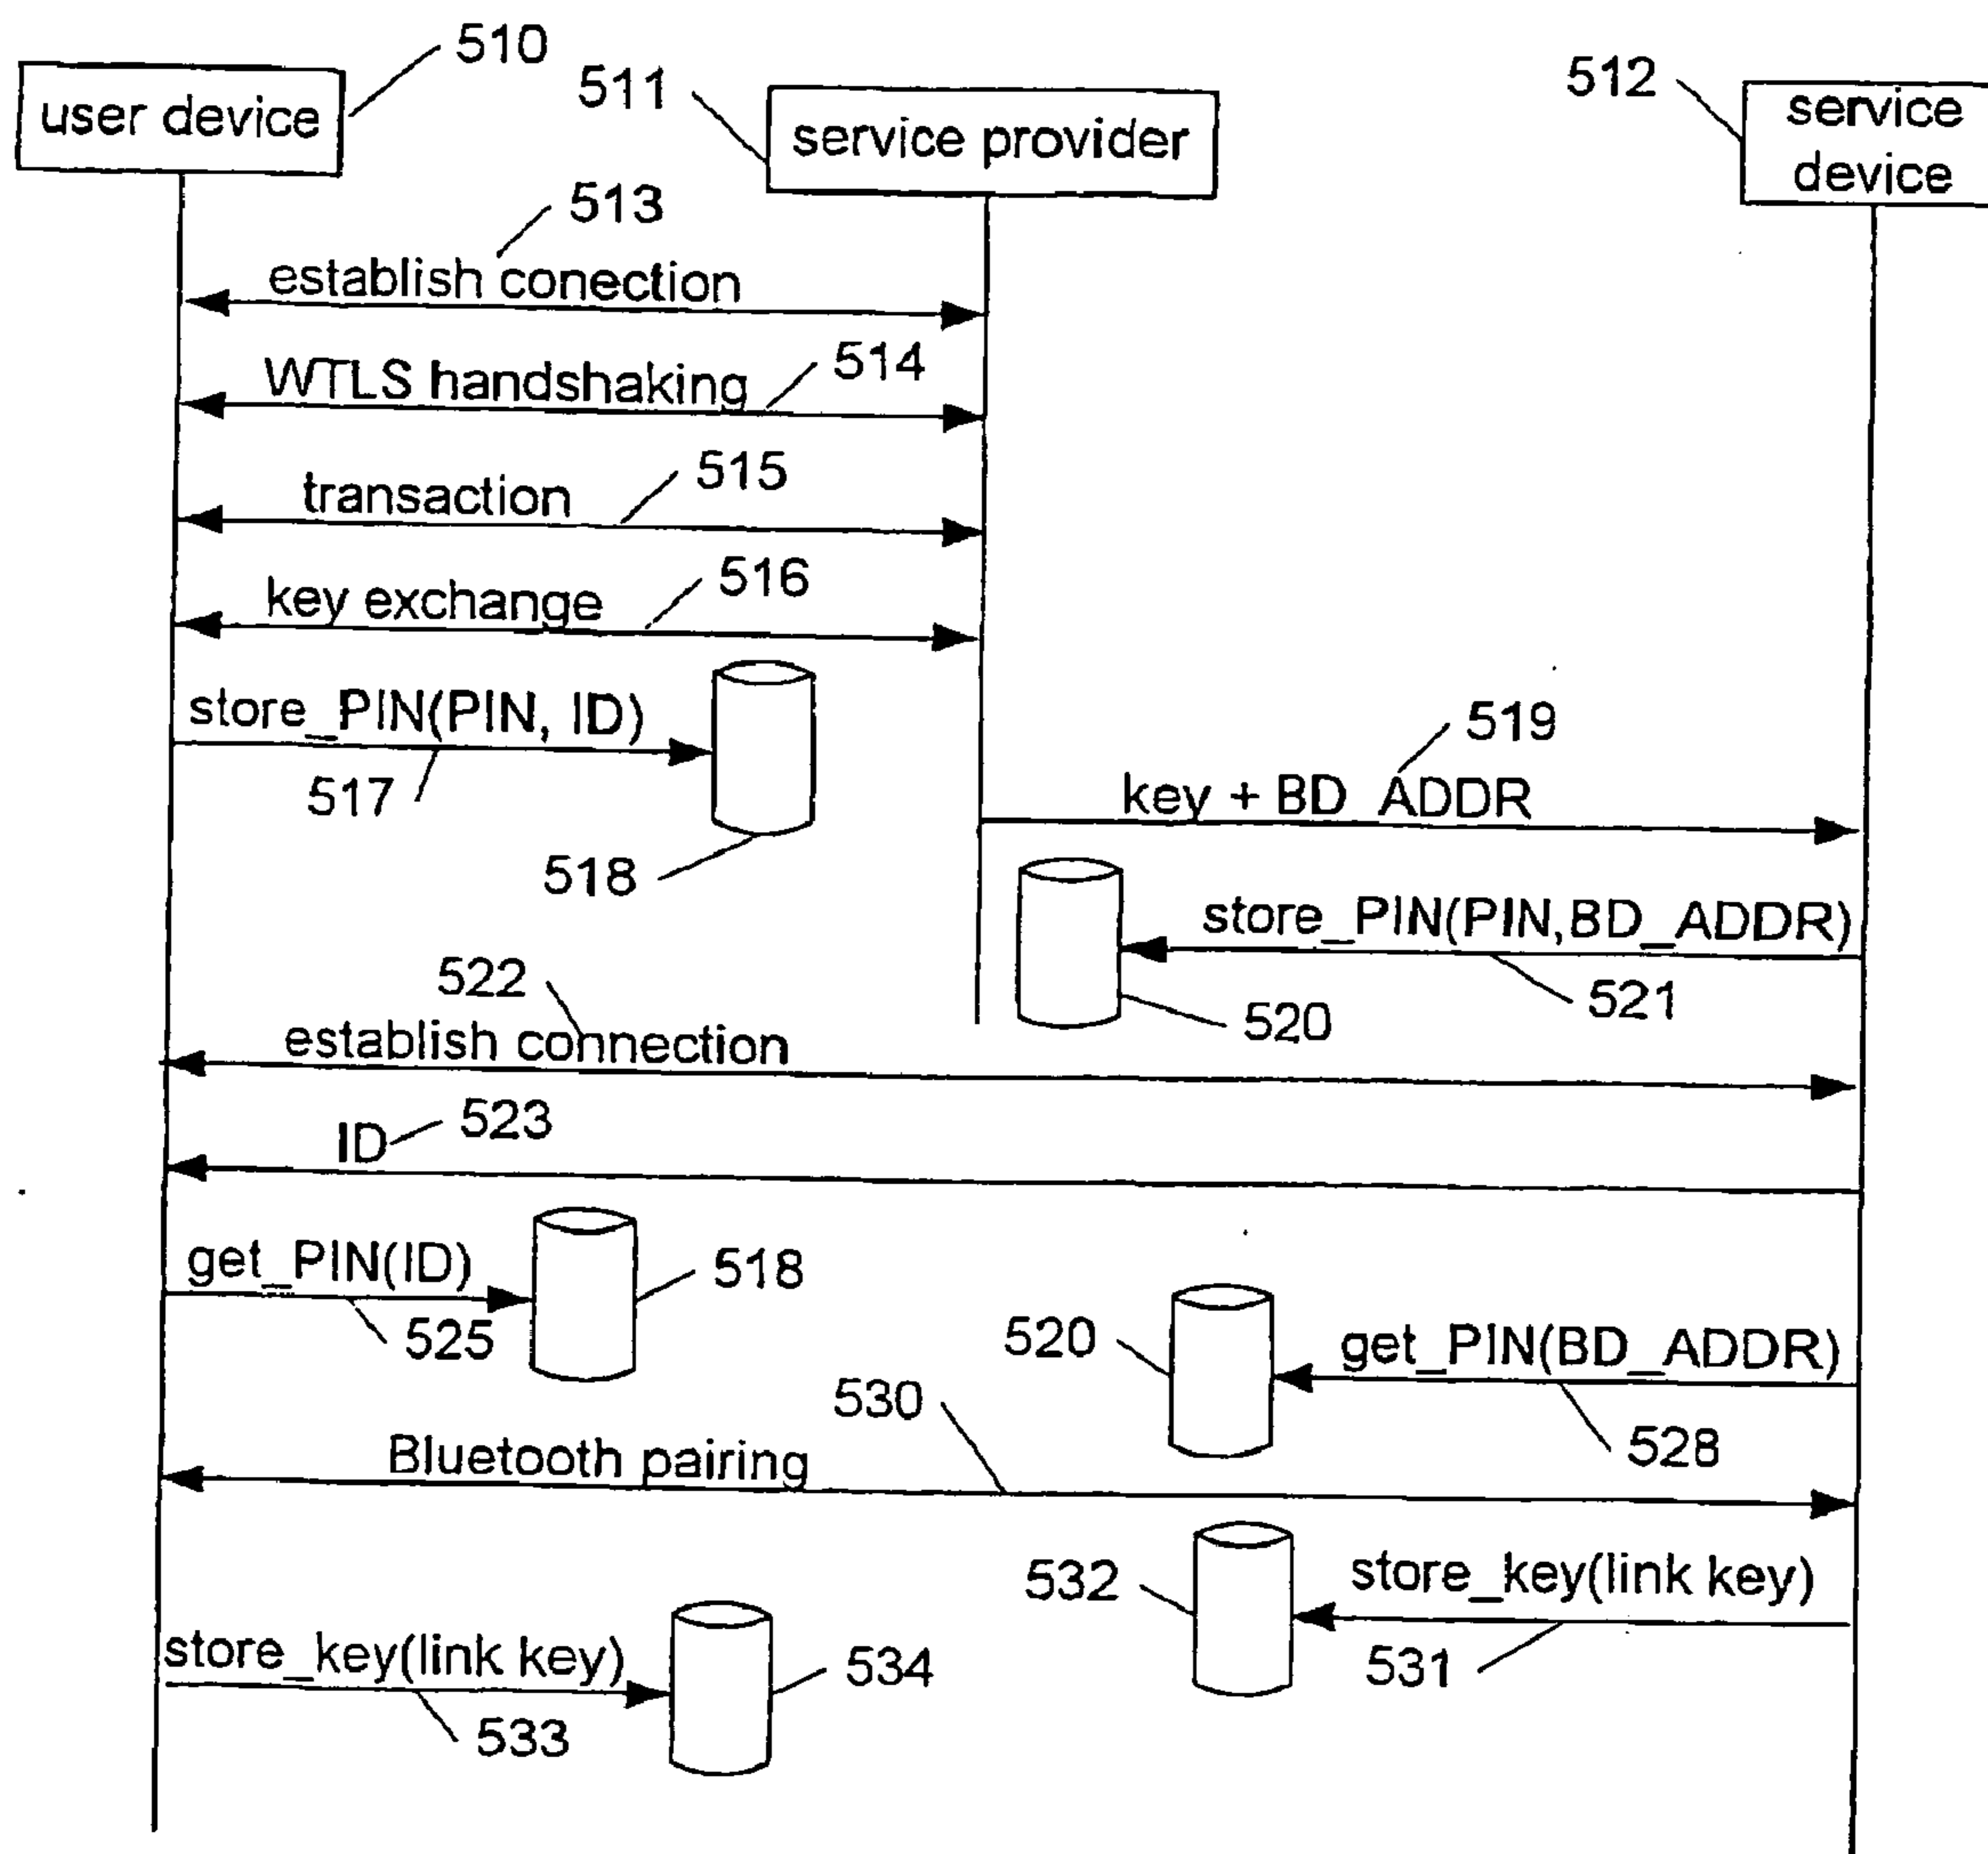 510
user device
511
service provider
512
service
device
513
establish conection
WTLS handshaking
514
transaction
515
key exchange
516
store_PIN(PIN, ID)
517
518
519
key + BD_ADDR
store_PIN(PIN,BD_ADDR)
521
520
522
establish connection
ID
523
get_PIN(ID)
525
518
520
get_PIN(BD_ADDR)
528
530
Bluetooth pairing
532
store_key(link key)
531
store_key(link key)
533
534